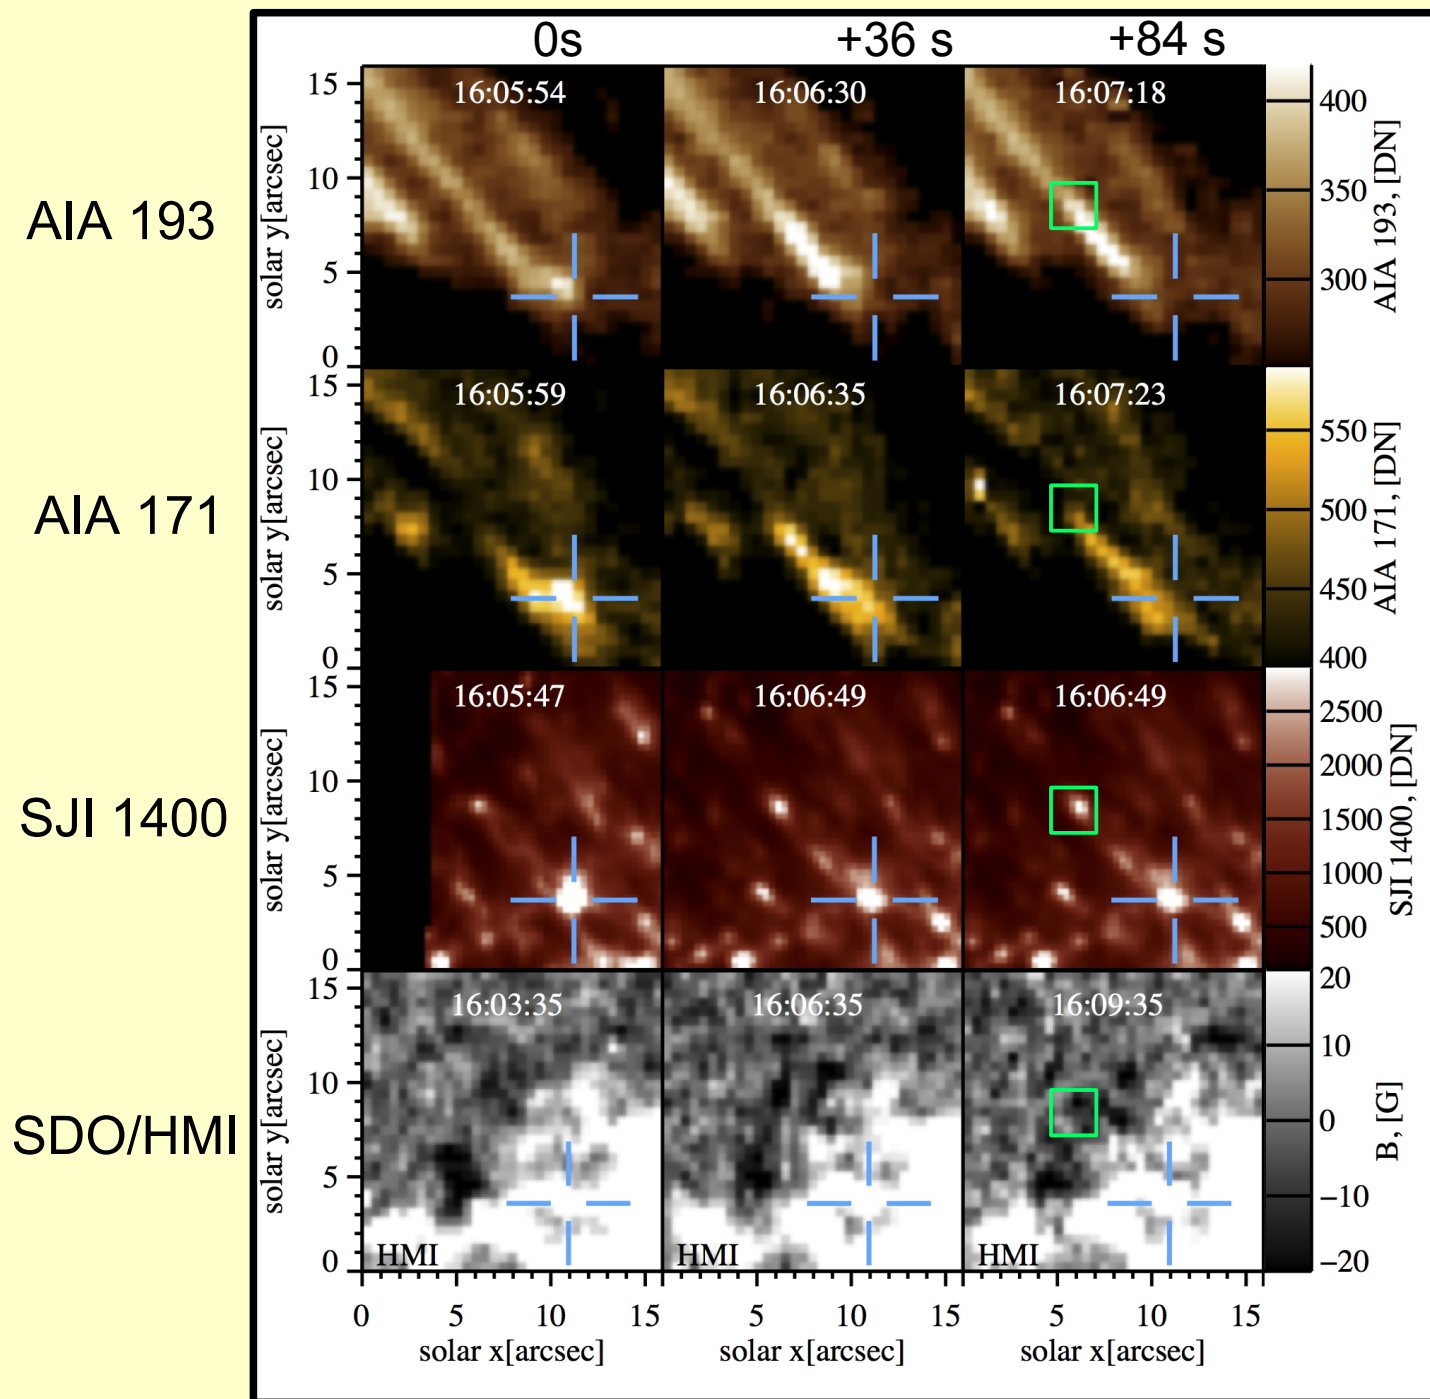 0s +36 s +84 s
AIA 193
solar y[arcsec]
15
10
5
0
16:05:54
16:06:30
16:07:18
400
350
300
AIA 193, [DN]
AIA 171
solar y[arcsec]
15
10
5
0
16:05:59
16:06:35
16:07:23
550
500
450
400
AIA 171, [DN]
SJI 1400
solar y[arcsec]
15
10
5
0
16:05:47
16:06:49
16:06:49
2500
2000
1500
1000
500
SJI 1400, [DN]
SDO/HMI
solar y[arcsec]
15
10
5
0
16:03:35
16:06:35
16:09:35
HMI
HMI
HMI
20
10
0
−10
−20
B, [G]
0 5 10 15 5 10 15 5 10 15
solar x[arcsec] solar x[arcsec] solar x[arcsec]